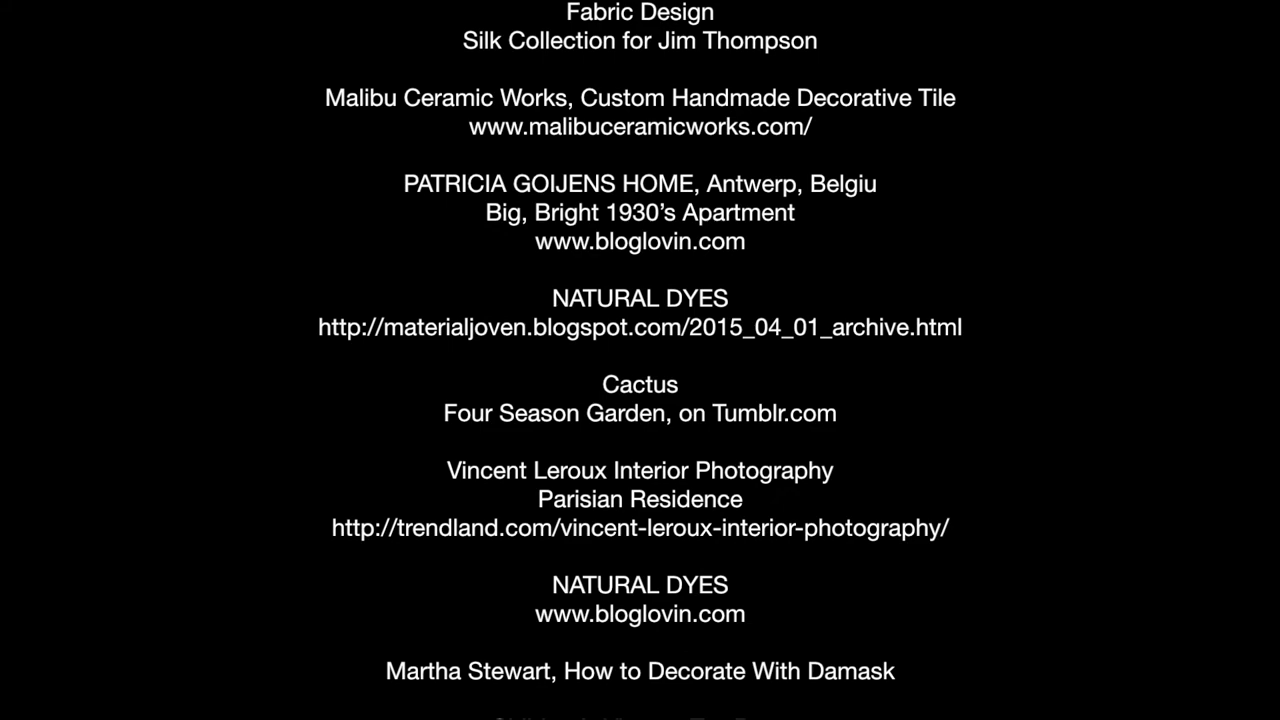 Fabric Design
Silk Collection for Jim Thompson
Malibu Ceramic Works, Custom Handmade Decorative Tile
www.malibuceramicworks.com/
PATRICIA GOIJENS HOME, Antwerp, Belgiu
Big, Bright 1930’s Apartment
www.bloglovin.com
NATURAL DYES
http://materialjoven.blogspot.com/2015_04_01_archive.html
Cactus
Four Season Garden, on Tumblr.com
Vincent Leroux Interior Photography
Parisian Residence
http://trendland.com/vincent-leroux-interior-photography/
NATURAL DYES
www.bloglovin.com
Martha Stewart, How to Decorate With Damask